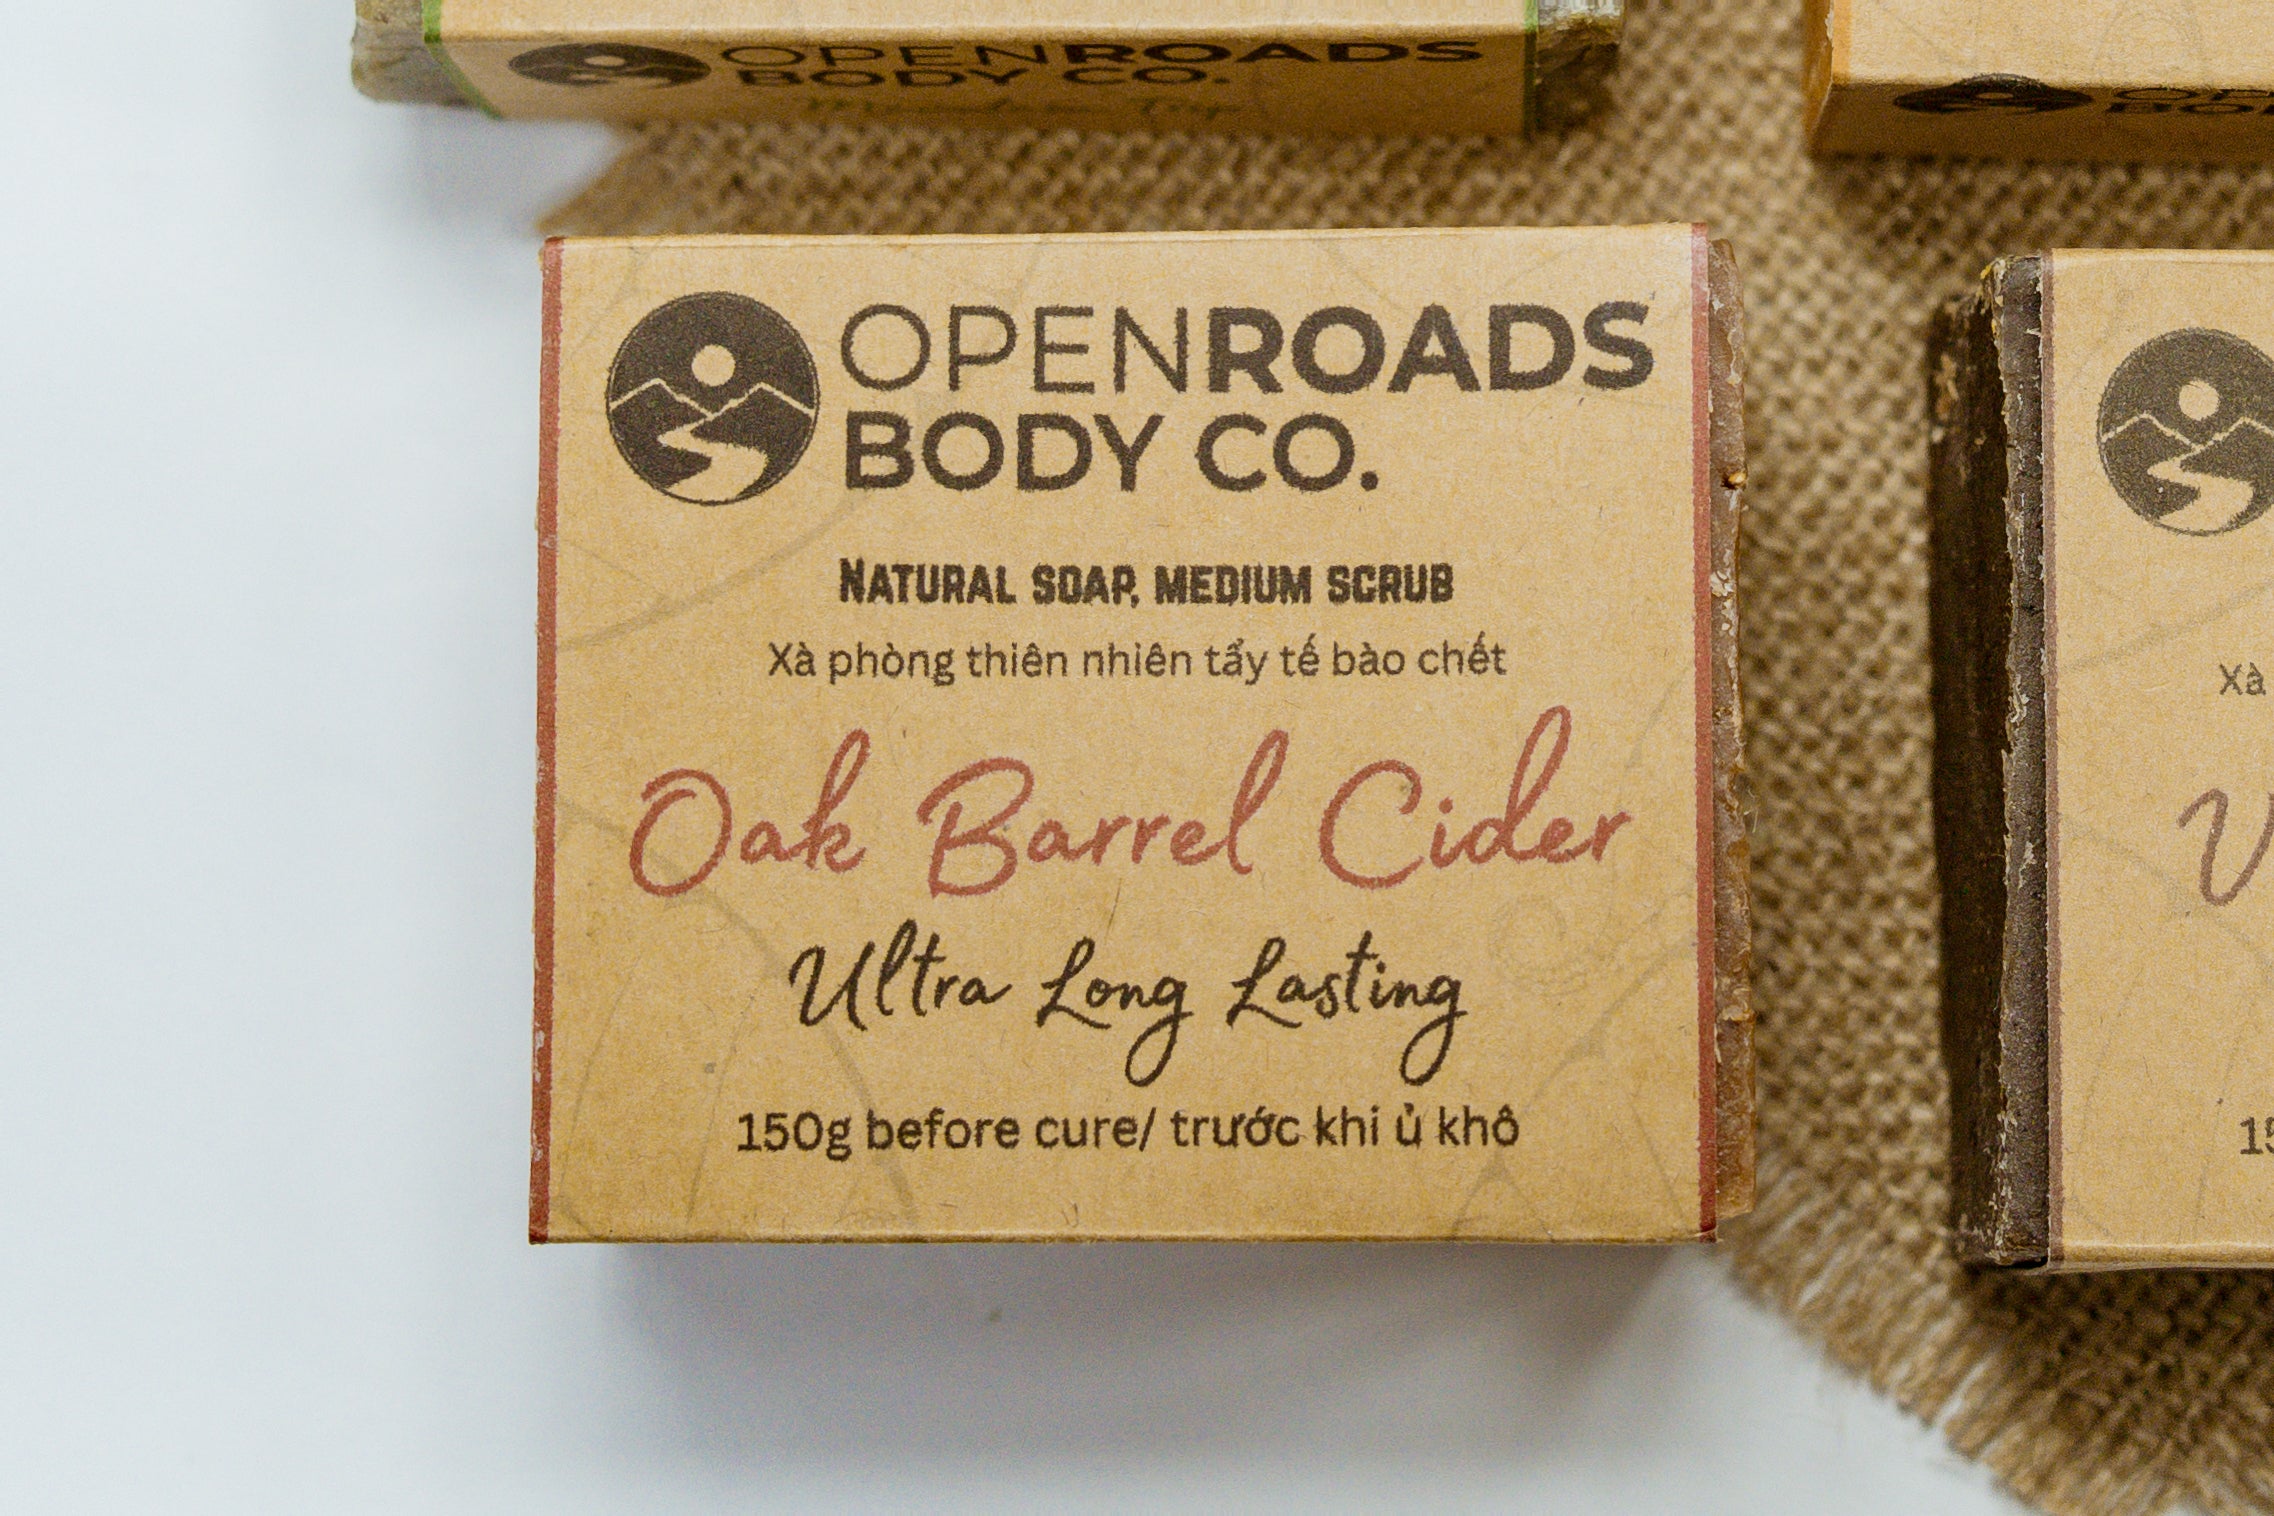 OPENROADS
BODY CO.
OPENROADS
BODY CO.
NATURAL SOAP, MEDIUM SCRUB
Xà phòng thiên nhiên tẩy tế bào chết
Oak Barrel Cider
Ultra Long Lasting
150g before cure/ trước khi ủ khô
Xà